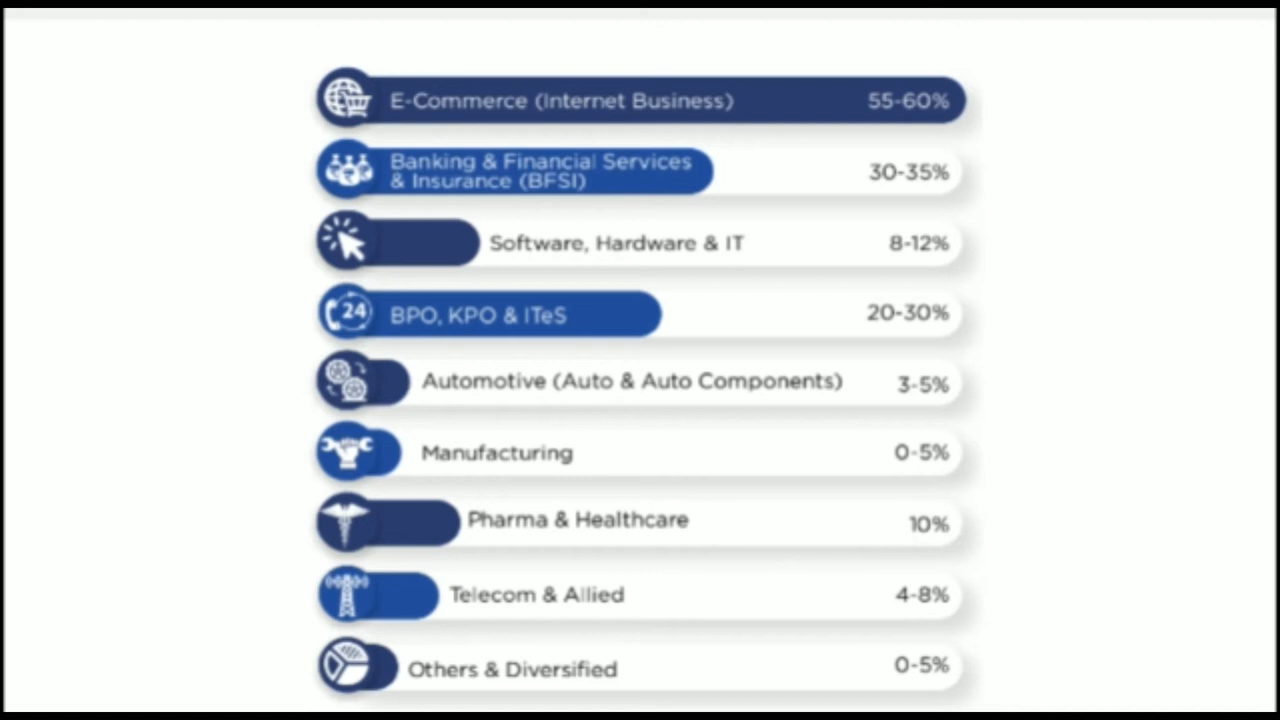 E-Commerce (Internet Business) 55-60%
Banking & Financial Services
& Insurance (BFSI) 30-35%
Software, Hardware & IT 8-12%
24 BPO, KPO & ITeS 20-30%
Automotive (Auto & Auto Components) 3-5%
Manufacturing 0-5%
Pharma & Healthcare 10%
Telecom & Allied 4-8%
Others & Diversified 0-5%